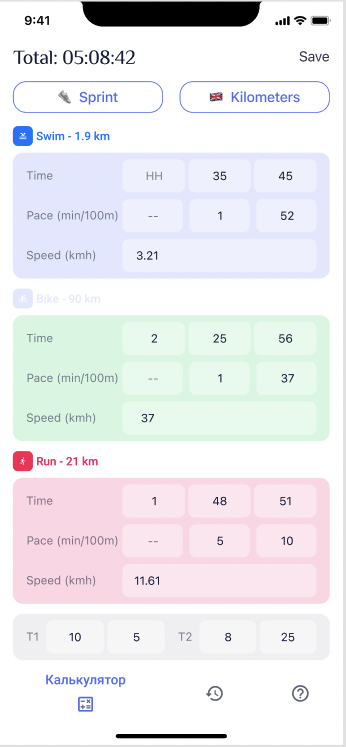 9:41
Total: 05:08:42 Save
Sprint Kilometers
Swim - 1.9 km
Time HH 35 45
Pace (min/100m) -- 1 52
Speed (kmh) 3.21
Bike - 90 km
Time 2 25 56
Pace (min/100m) -- 1 37
Speed (kmh) 37
Run - 21 km
Time 1 48 51
Pace (min/100m) -- 5 10
Speed (kmh) 11.61
T1 10 5 T2 8 25
Калькулятор